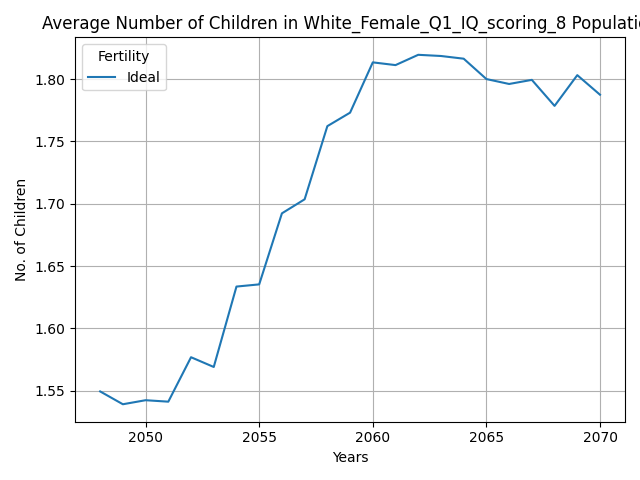 Average Number of Children in White_Female_Q1_IQ_scoring_8 Populatio
Fertility
Ideal
1.80
1.75
1.70
1.65
1.60
1.55
No. of Children
2050 2055 2060 2065 2070
Years